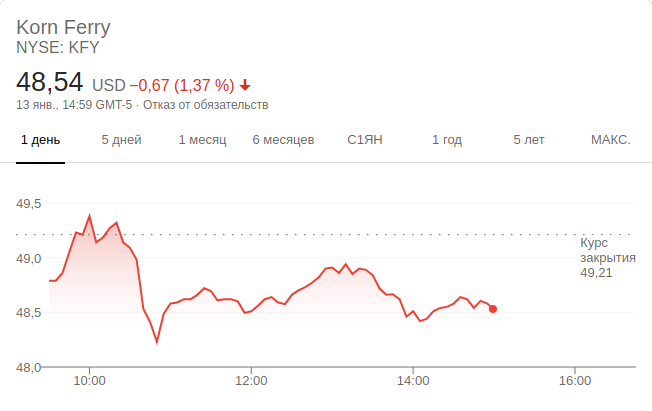 Korn Ferry
NYSE: KFY
48,54 USD −0,67 (1,37 %)
13 янв., 14:59 GMT-5 · Отказ от обязательств
1 день 5 дней 1 месяц 6 месяцев С1ЯН 1 год 5 лет МАКС.
49,5
Курс
закрытия
49,21
49,0
48,5
48,0
10:00 12:00 14:00 16:00